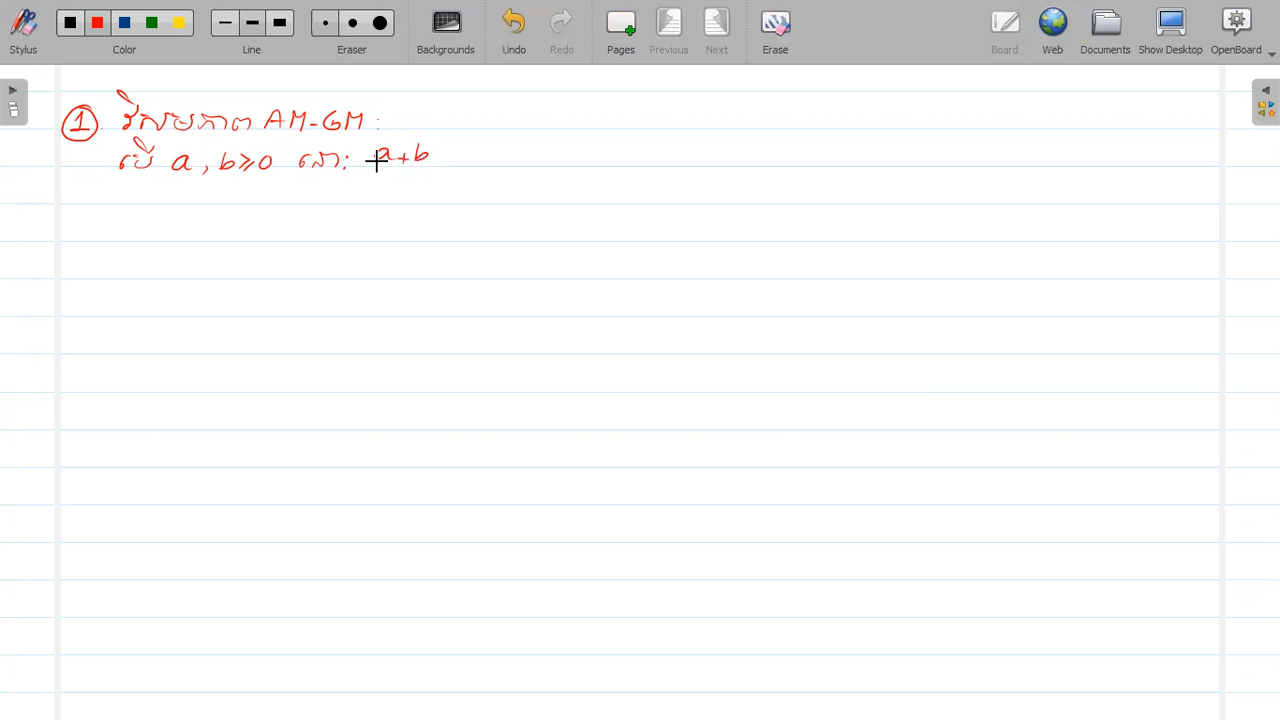 Stylus
Color
Line
Eraser
Backgrounds
Undo
Redo
Pages
Previous
Next
Erase
Board
Web
Documents
Show Desktop
OpenBoard
① វិសមភាព AM-GM :
បើ a , b ≥ 0 នោះ a + b